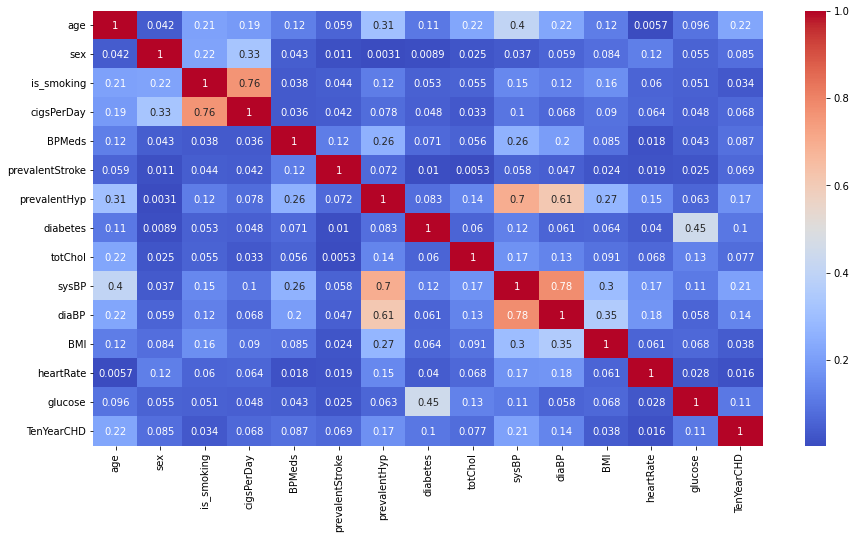 age 1 0.042 0.21 0.19 0.12 0.059 0.31 0.11 0.22 0.4 0.22 0.12 0.0057 0.096 0.22
sex 0.042 1 0.22 0.33 0.043 0.011 0.0031 0.0089 0.025 0.037 0.059 0.084 0.12 0.055 0.085
is_smoking 0.21 0.22 1 0.76 0.038 0.044 0.12 0.053 0.055 0.15 0.12 0.16 0.06 0.051 0.034
cigsPerDay 0.19 0.33 0.76 1 0.036 0.042 0.078 0.048 0.033 0.1 0.068 0.09 0.064 0.048 0.068
BPMeds 0.12 0.043 0.038 0.036 1 0.12 0.26 0.071 0.056 0.26 0.2 0.085 0.018 0.043 0.087
prevalentStroke 0.059 0.011 0.044 0.042 0.12 1 0.072 0.01 0.0053 0.058 0.047 0.024 0.019 0.025 0.069
prevalentHyp 0.31 0.0031 0.12 0.078 0.26 0.072 1 0.083 0.14 0.7 0.61 0.27 0.15 0.063 0.17
diabetes 0.11 0.0089 0.053 0.048 0.071 0.01 0.083 1 0.06 0.12 0.061 0.064 0.04 0.45 0.1
totChol 0.22 0.025 0.055 0.033 0.056 0.0053 0.14 0.06 1 0.17 0.13 0.091 0.068 0.13 0.077
sysBP 0.4 0.037 0.15 0.1 0.26 0.058 0.7 0.12 0.17 1 0.78 0.3 0.17 0.11 0.21
diaBP 0.22 0.059 0.12 0.068 0.2 0.047 0.61 0.061 0.13 0.78 1 0.35 0.18 0.058 0.14
BMI 0.12 0.084 0.16 0.09 0.085 0.024 0.27 0.064 0.091 0.3 0.35 1 0.061 0.068 0.038
heartRate 0.0057 0.12 0.06 0.064 0.018 0.019 0.15 0.04 0.068 0.17 0.18 0.061 1 0.028 0.016
glucose 0.096 0.055 0.051 0.048 0.043 0.025 0.063 0.45 0.13 0.11 0.058 0.068 0.028 1 0.11
TenYearCHD 0.22 0.085 0.034 0.068 0.087 0.069 0.17 0.1 0.077 0.21 0.14 0.038 0.016 0.11 1
age sex is_smoking cigsPerDay BPMeds prevalentStroke prevalentHyp diabetes totChol sysBP diaBP BMI heartRate glucose TenYearCHD
1.0
0.8
0.6
0.4
0.2